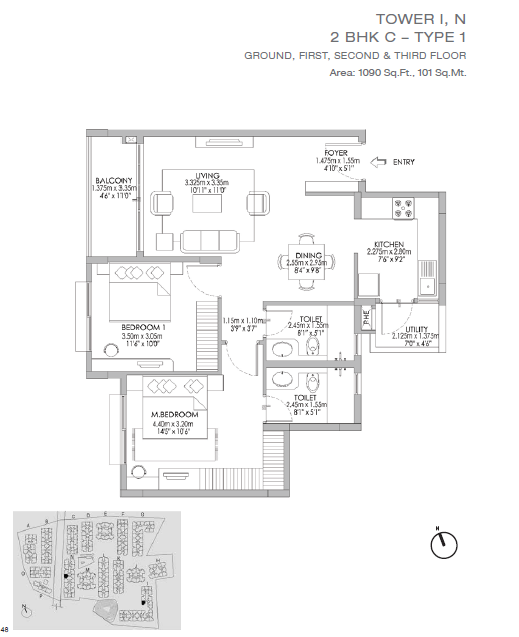 TOWER I, N
2 BHK C – TYPE 1
GROUND, FIRST, SECOND & THIRD FLOOR
Area: 1090 Sq.Ft., 101 Sq.Mt.
FOYER
1.475m x 1.55m
4'10" x 5'1"
ENTRY
BALCONY
1.375m x 3.35m
4'6" x 11'0"
LIVING
3.325m x 3.35m
10'11" x 11'0"
KITCHEN
2.275m x 2.80m
7'6" x 9'2"
DINING
2.55m x 2.95m
8'4" x 9'8"
BEDROOM 1
3.50m x 3.05m
11'6" x 10'0"
1.15m x 1.10m
3'9" x 3'7"
TOILET
2.45m x 1.55m
8'1" x 5'1"
PHE
UTILITY
2.125m x 1.375m
7'0" x 4'6"
M.BEDROOM
4.40m x 3.20m
14'5" x 10'6"
TOILET
2.45m x 1.55m
8'1" x 5'1"
N
A
B
C
D
E
F
G
H
48